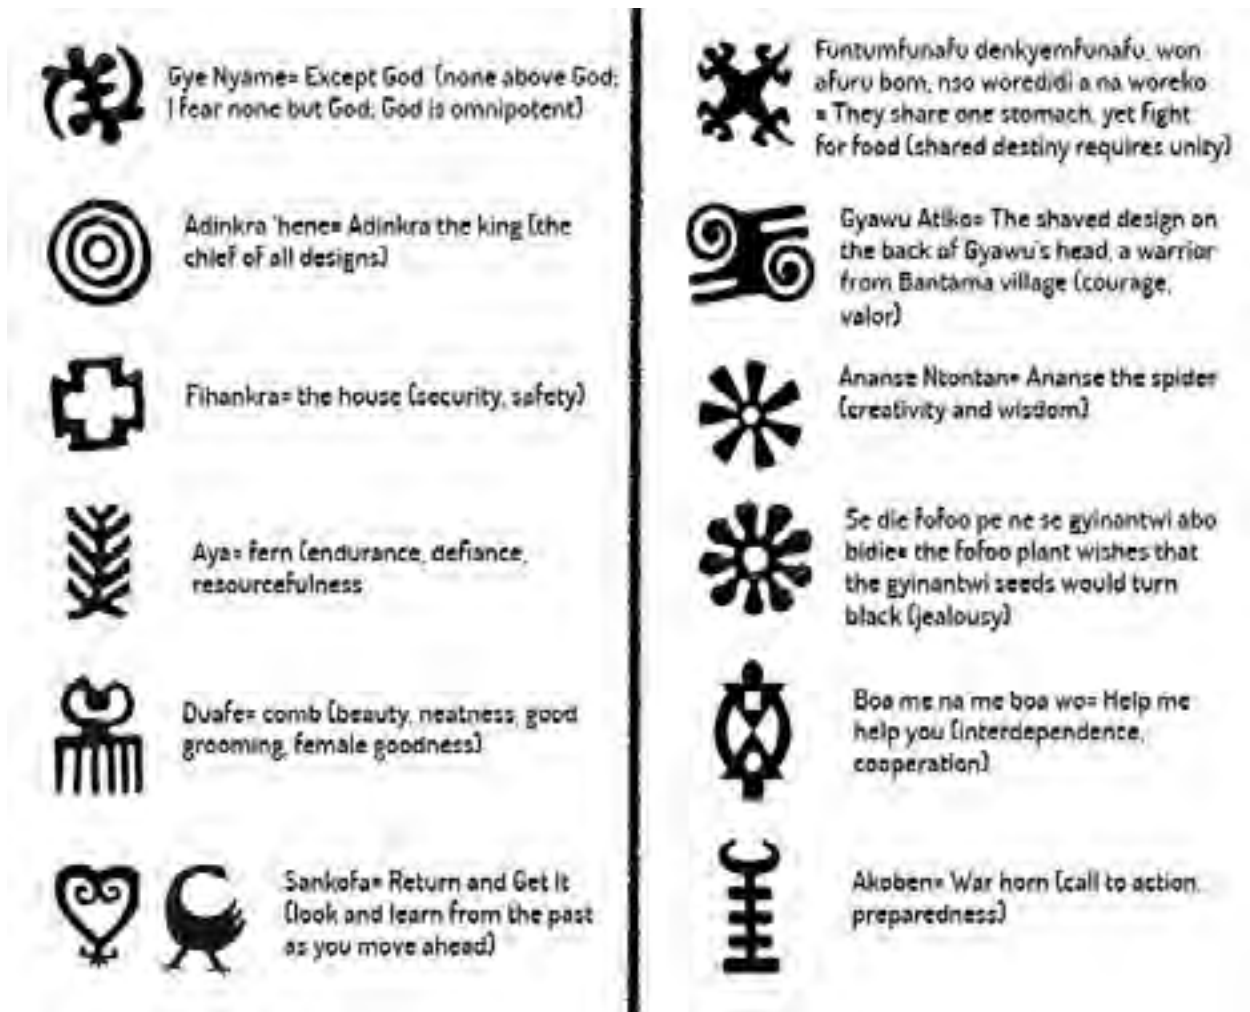 Gye Nyame= Except God (none above God;
I fear none but God; God is omnipotent)
Adinkra 'hene= Adinkra the king (the
chief of all designs)
Fihankra= the house (security, safety)
Aya= fern (endurance, defiance,
resourcefulness
Duafe= comb (beauty, neatness, good
grooming, female goodness)
Sankofa= Return and Get It
(look and learn from the past
as you move ahead)
Funtumfunafu denkyemfunafu, won
afuru bom, nso woredidi a na woreko
= They share one stomach, yet fight
for food (shared destiny requires unity)
Gyawu Atiko= The shaved design on
the back of Gyawu's head, a warrior
from Bantama village (courage,
valor)
Ananse Ntontan= Ananse the spider
(creativity and wisdom)
Se die fofoo pe ne se gyinantwi abo
bidie= the fofoo plant wishes that
the gyinantwi seeds would turn
black (jealousy)
Boa me na me boa wo= Help me
help you (interdependence,
cooperation)
Akoben= War horn (call to action,
preparedness)